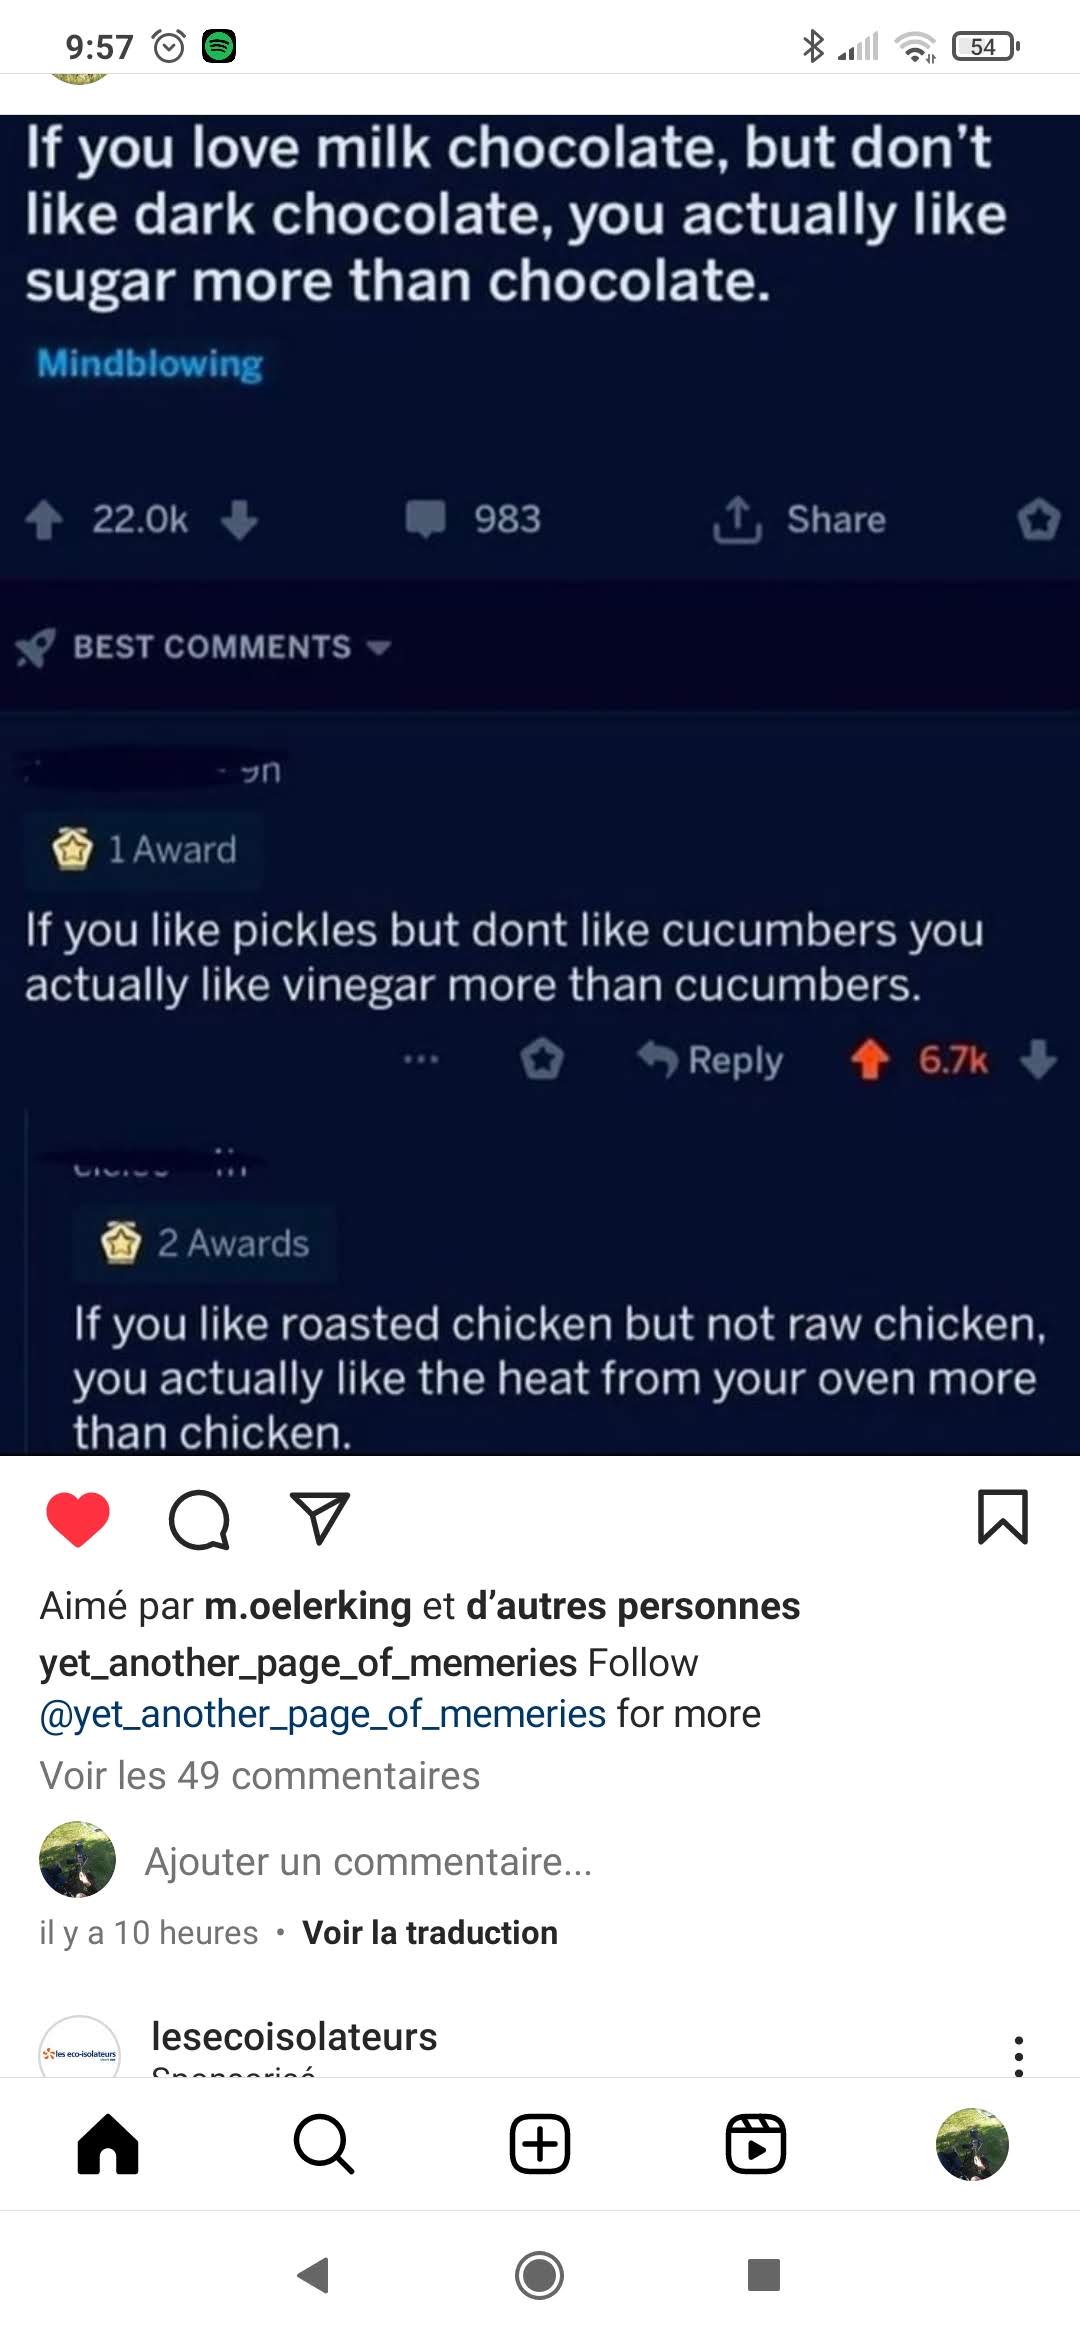 9:57
54
If you love milk chocolate, but don't
like dark chocolate, you actually like
sugar more than chocolate.
Mindblowing
22.0k
983
Share
BEST COMMENTS
1 Award
If you like pickles but dont like cucumbers you
actually like vinegar more than cucumbers.
Reply
6.7k
2 Awards
If you like roasted chicken but not raw chicken,
you actually like the heat from your oven more
than chicken.
Aimé par m.oelerking et d'autres personnes
yet_another_page_of_memeries Follow
@yet_another_page_of_memeries for more
Voir les 49 commentaires
Ajouter un commentaire...
il y a 10 heures • Voir la traduction
les eco-isolateurs
lesecoisolateurs
Sponsorisé